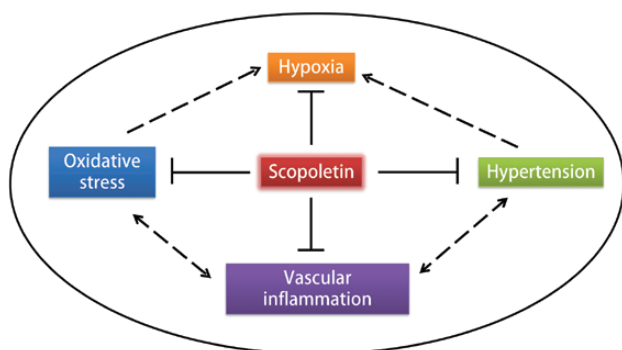 Hypoxia
Oxidative
stress
Scopoletin
Hypertension
Vascular
inflammation